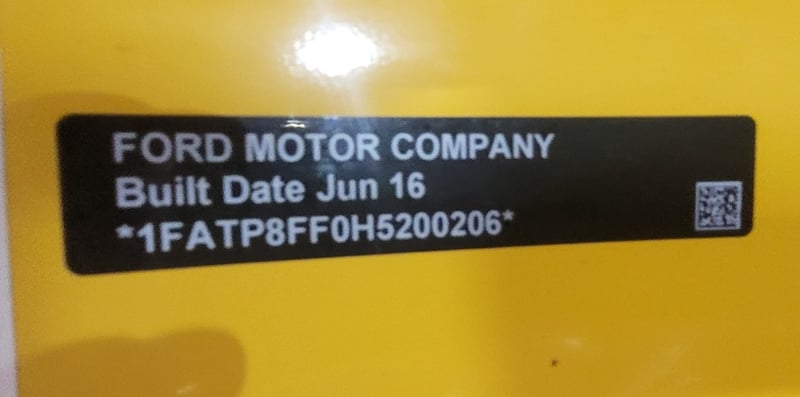 FORD MOTOR COMPANY
Built Date Jun 16
*1FATP8FF0H5200206*